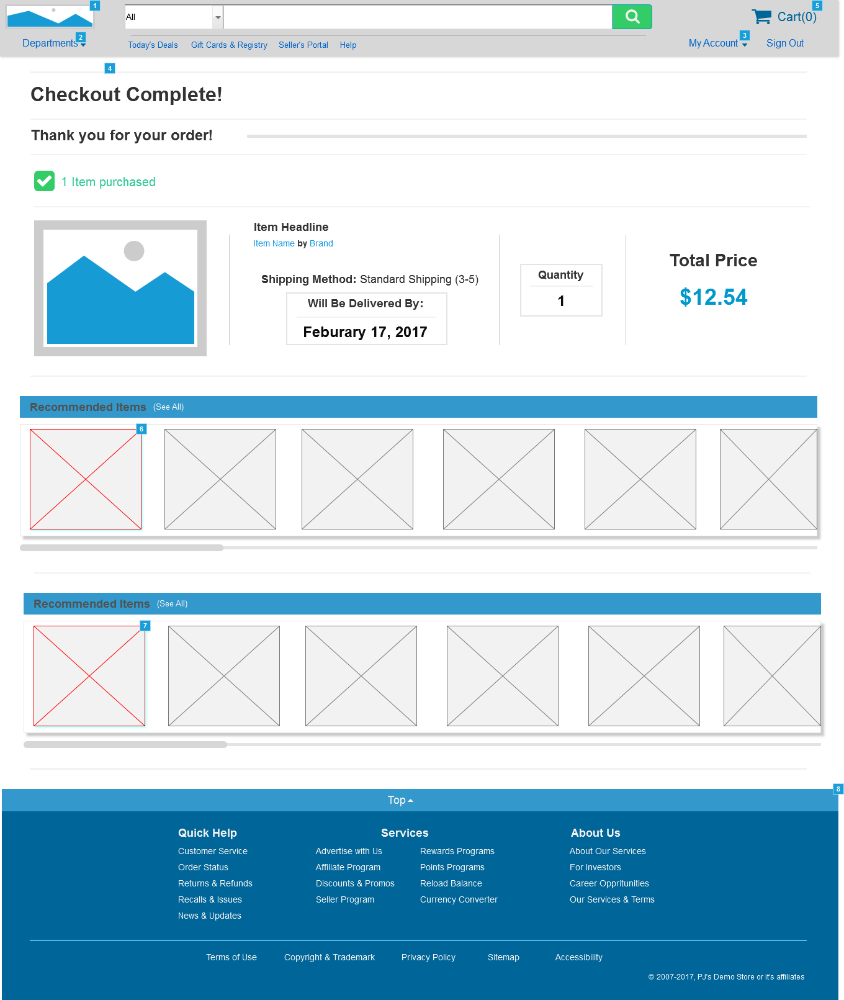 1
All
Cart(0)
5
Departments
2
Today's Deals
Gift Cards & Registry
Seller's Portal
Help
My Account
3
Sign Out
4
Checkout Complete!
Thank you for your order!
1 Item purchased
Item Headline
Item Name by Brand
Shipping Method: Standard Shipping (3-5)
Will Be Delivered By:
Feburary 17, 2017
Quantity
1
Total Price
$12.54
Recommended Items (See All)
6
Recommended Items (See All)
7
8
Top
Quick Help
Customer Service
Order Status
Returns & Refunds
Recalls & Issues
News & Updates
Services
Advertise with Us
Affiliate Program
Discounts & Promos
Seller Program
Rewards Programs
Points Programs
Reload Balance
Currency Converter
About Us
About Our Services
For Investors
Career Oppritunities
Our Services & Terms
Terms of Use
Copyright & Trademark
Privacy Policy
Sitemap
Accessibility
© 2007-2017, PJ's Demo Store or it's affiliates